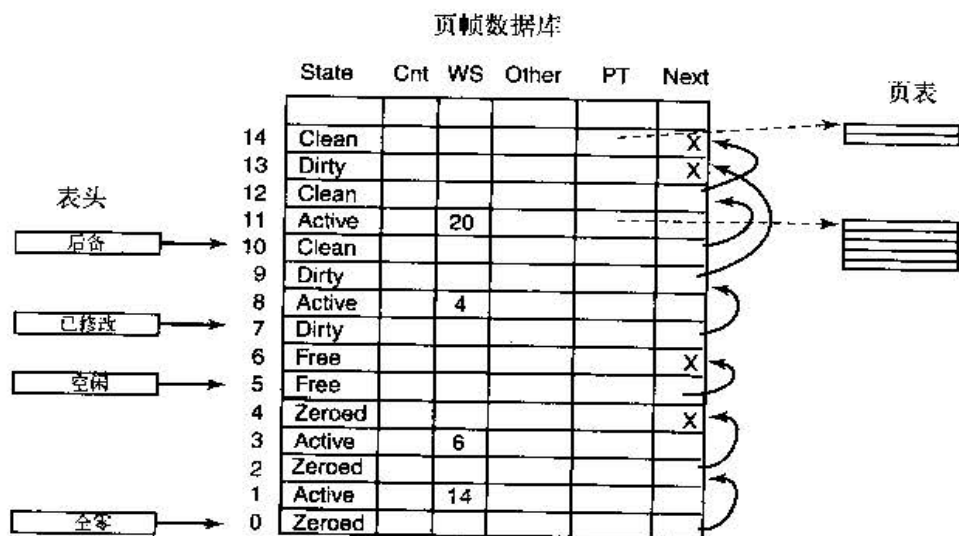 页帧数据库
State Cnt WS Other PT Next
页表
14 Clean X
13 Dirty X
12 Clean
表头
11 Active 20
后备 10 Clean
9 Dirty
8 Active 4
已修改 7 Dirty
6 Free X
空闲 5 Free
4 Zeroed X
3 Active 6
2 Zeroed
1 Active 14
全零 0 Zeroed